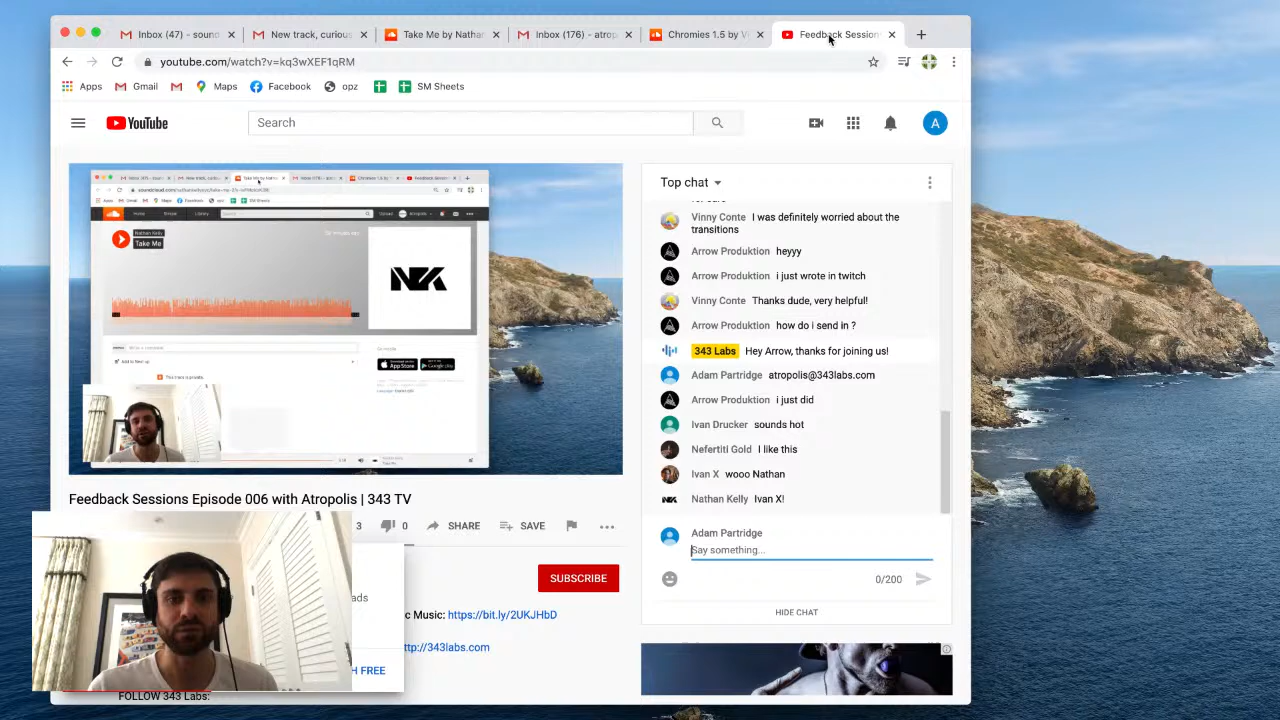 Inbox (47) - soun
New track, curious
Take Me by Nathan
Inbox (176) - atrop
Chromies 1.5 by V
Feedback Session
youtube.com/watch?v=kq3wXEF1qRM
Apps
Gmail
Maps
Facebook
opz
SM Sheets
YouTube
Search
A
Nathan Kelly
Take Me
NK
Top chat
Vinny Conte I was definitely worried about the
transitions
Arrow Produktion heyyy
Arrow Produktion i just wrote in twitch
Vinny Conte Thanks dude, very helpful!
Arrow Produktion how do i send in ?
343 Labs Hey Arrow, thanks for joining us!
Adam Partridge atropolis@343labs.com
Arrow Produktion i just did
Ivan Drucker sounds hot
Nefertiti Gold I like this
Ivan X wooo Nathan
Nathan Kelly Ivan X!
Adam Partridge
Say something...
0/200
HIDE CHAT
Feedback Sessions Episode 006 with Atropolis | 343 TV
3
0
SHARE
SAVE
SUBSCRIBE
ads
c Music: https://bit.ly/2UKJHbD
ttp://343labs.com
H FREE
FOLLOW 343 Labs: